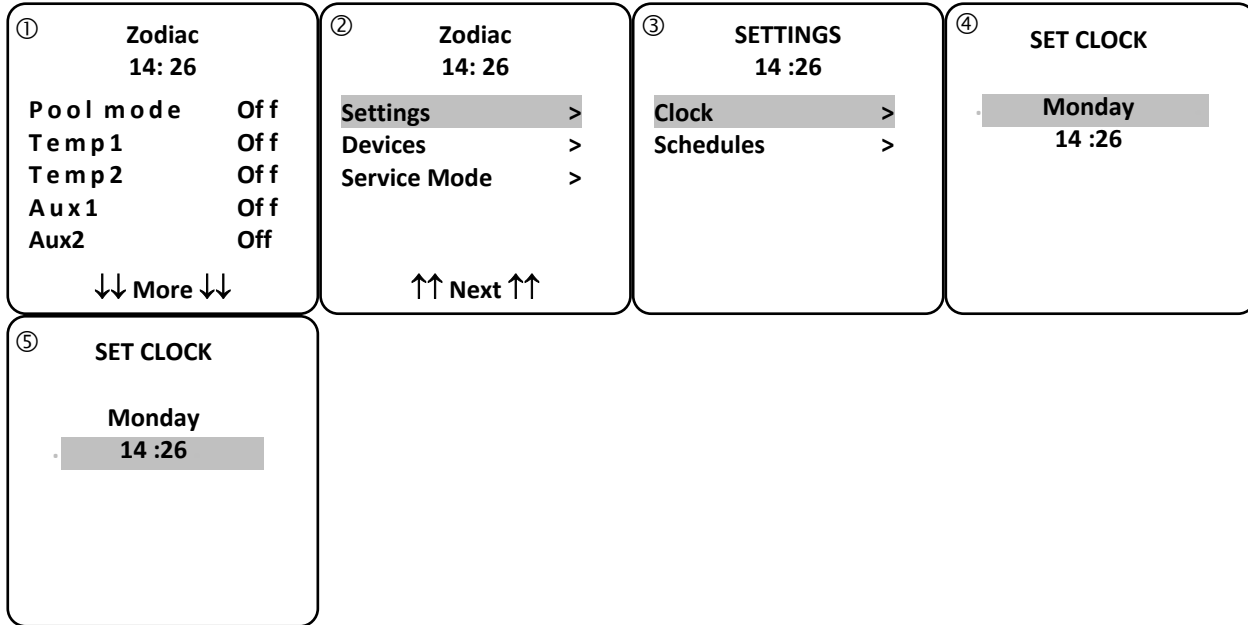 ①
Zodiac
14: 26
Pool mode Off
Temp1 Off
Temp2 Off
Aux1 Off
Aux2 Off
↓↓ More ↓↓
②
Zodiac
14: 26
Settings >
Devices >
Service Mode >
↑↑ Next ↑↑
③
SETTINGS
14 :26
Clock >
Schedules >
④
SET CLOCK
Monday
14 :26
⑤
SET CLOCK
Monday
14 :26